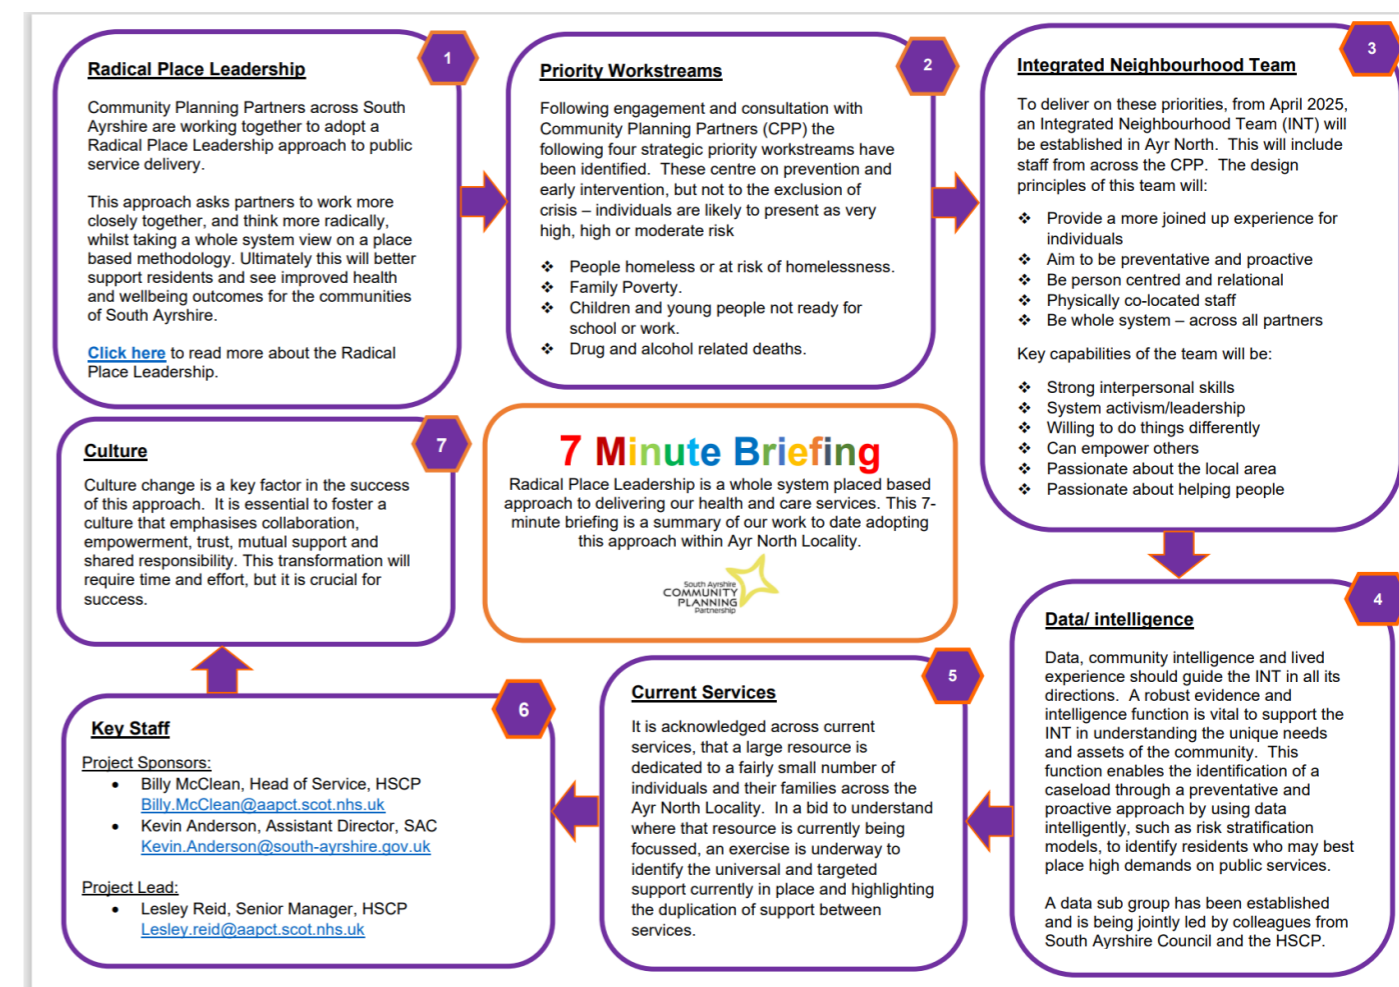 1
Radical Place Leadership
Community Planning Partners across South
Ayrshire are working together to adopt a
Radical Place Leadership approach to public
service delivery.
This approach asks partners to work more
closely together, and think more radically,
whilst taking a whole system view on a place
based methodology. Ultimately this will better
support residents and see improved health
and wellbeing outcomes for the communities
of South Ayrshire.
Click here to read more about the Radical
Place Leadership.
2
Priority Workstreams
Following engagement and consultation with
Community Planning Partners (CPP) the
following four strategic priority workstreams have
been identified. These centre on prevention and
early intervention, but not to the exclusion of
crisis – individuals are likely to present as very
high, high or moderate risk
❖ People homeless or at risk of homelessness.
❖ Family Poverty.
❖ Children and young people not ready for
school or work.
❖ Drug and alcohol related deaths.
3
Integrated Neighbourhood Team
To deliver on these priorities, from April 2025,
an Integrated Neighbourhood Team (INT) will
be established in Ayr North. This will include
staff from across the CPP. The design
principles of this team will:
❖ Provide a more joined up experience for
individuals
❖ Aim to be preventative and proactive
❖ Be person centred and relational
❖ Physically co-located staff
❖ Be whole system – across all partners
Key capabilities of the team will be:
❖ Strong interpersonal skills
❖ System activism/leadership
❖ Willing to do things differently
❖ Can empower others
❖ Passionate about the local area
❖ Passionate about helping people
7 Minute Briefing
Radical Place Leadership is a whole system placed based
approach to delivering our health and care services. This 7-
minute briefing is a summary of our work to date adopting
this approach within Ayr North Locality.
South Ayrshire
COMMUNITY
PLANNING
Partnership
4
Data/ intelligence
Data, community intelligence and lived
experience should guide the INT in all its
directions. A robust evidence and
intelligence function is vital to support the
INT in understanding the unique needs
and assets of the community. This
function enables the identification of a
caseload through a preventative and
proactive approach by using data
intelligently, such as risk stratification
models, to identify residents who may best
place high demands on public services.
A data sub group has been established
and is being jointly led by colleagues from
South Ayrshire Council and the HSCP.
5
Current Services
It is acknowledged across current
services, that a large resource is
dedicated to a fairly small number of
individuals and their families across the
Ayr North Locality. In a bid to understand
where that resource is currently being
focussed, an exercise is underway to
identify the universal and targeted
support currently in place and highlighting
the duplication of support between
services.
6
Key Staff
Project Sponsors:
• Billy McClean, Head of Service, HSCP
Billy.McClean@aapct.scot.nhs.uk
• Kevin Anderson, Assistant Director, SAC
Kevin.Anderson@south-ayrshire.gov.uk
Project Lead:
• Lesley Reid, Senior Manager, HSCP
Lesley.reid@aapct.scot.nhs.uk
7
Culture
Culture change is a key factor in the success
of this approach. It is essential to foster a
culture that emphasises collaboration,
empowerment, trust, mutual support and
shared responsibility. This transformation will
require time and effort, but it is crucial for
success.